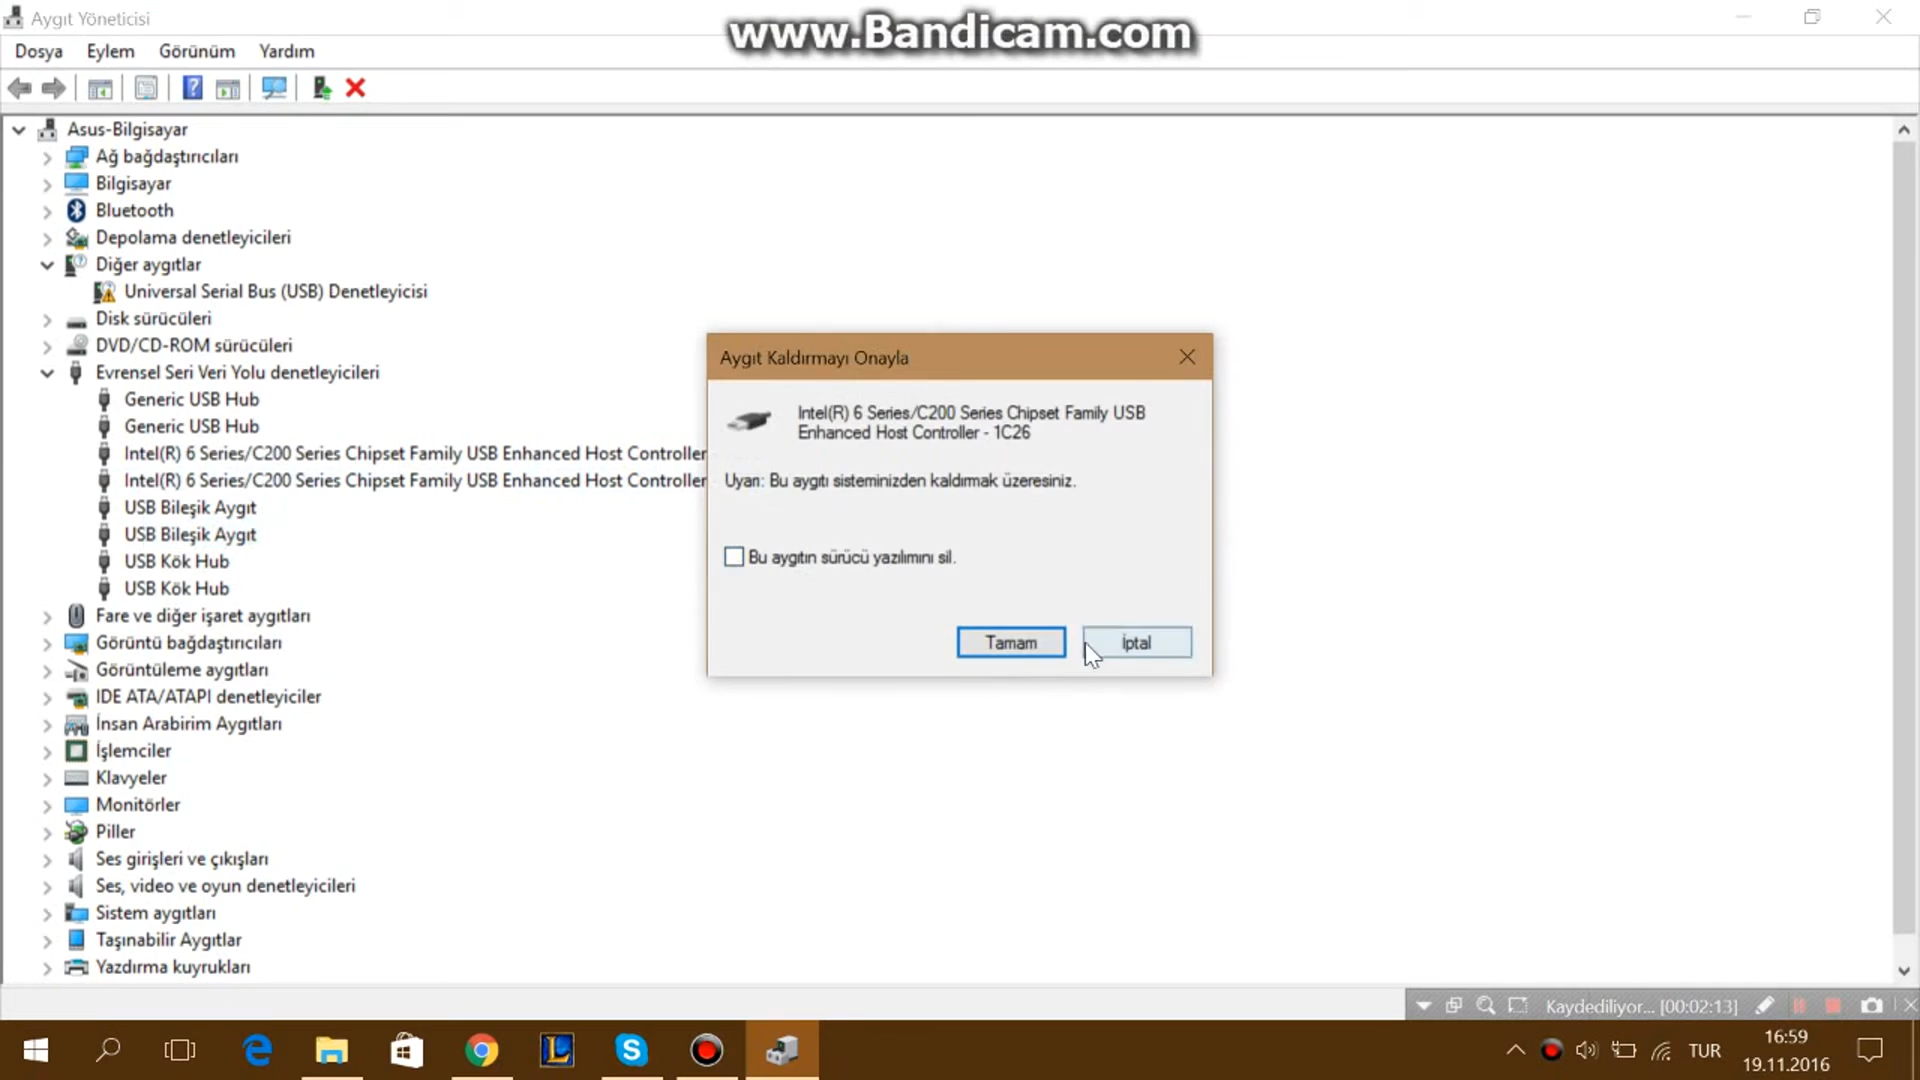 Aygıt Yöneticisi
www.Bandicam.com
Dosya Eylem Görünüm Yardım
Asus-Bilgisayar
Ağ bağdaştırıcıları
Bilgisayar
Bluetooth
Depolama denetleyicileri
Diğer aygıtlar
Universal Serial Bus (USB) Denetleyicisi
Disk sürücüleri
DVD/CD-ROM sürücüleri
Evrensel Seri Veri Yolu denetleyicileri
Generic USB Hub
Generic USB Hub
Intel(R) 6 Series/C200 Series Chipset Family USB Enhanced Host Controller
Intel(R) 6 Series/C200 Series Chipset Family USB Enhanced Host Controller
USB Bileşik Aygıt
USB Bileşik Aygıt
USB Kök Hub
USB Kök Hub
Fare ve diğer işaret aygıtları
Görüntü bağdaştırıcıları
Görüntüleme aygıtları
IDE ATA/ATAPI denetleyiciler
İnsan Arabirim Aygıtları
İşlemciler
Klavyeler
Monitörler
Piller
Ses girişleri ve çıkışları
Ses, video ve oyun denetleyicileri
Sistem aygıtları
Taşınabilir Aygıtlar
Yazdırma kuyrukları
Aygıt Kaldırmayı Onayla
Intel(R) 6 Series/C200 Series Chipset Family USB
Enhanced Host Controller - 1C26
Uyarı: Bu aygıtı sisteminizden kaldırmak üzeresiniz.
Bu aygıtın sürücü yazılımını sil.
Tamam İptal
Kaydediliyor... [00:02:13]
TUR
16:59
19.11.2016